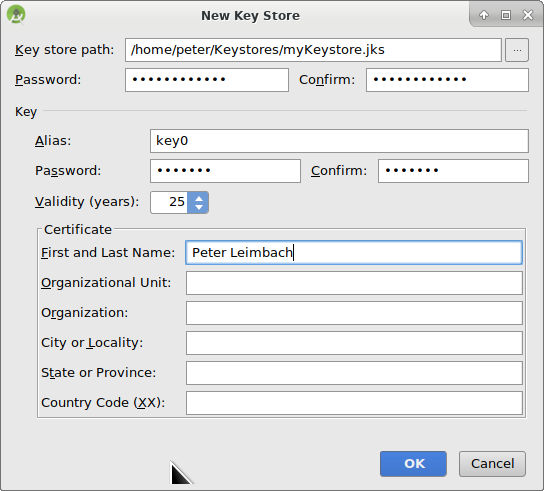 New Key Store
Key store path: /home/peter/Keystores/myKeystore.jks ...
Password: •••••••••••• Confirm: ••••••••••••
Key
Alias: key0
Password: ••••••• Confirm: •••••••
Validity (years): 25
Certificate
First and Last Name: Peter Leimbach
Organizational Unit:
Organization:
City or Locality:
State or Province:
Country Code (XX):
OK Cancel